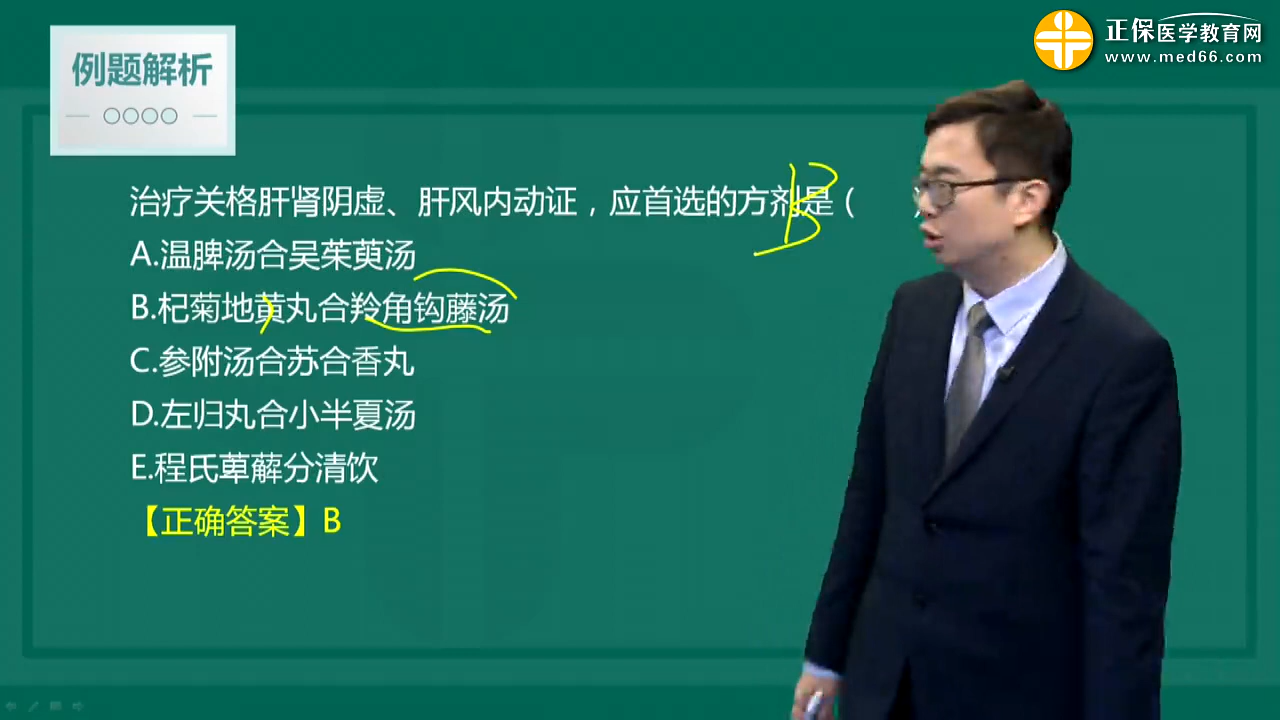 例题解析
正保医学教育网
www.med66.com
治疗关格肝肾阴虚、肝风内动证，应首选的方剂是（
B
A.温脾汤合吴茱萸汤
B.杞菊地黄丸合羚角钩藤汤
C.参附汤合苏合香丸
D.左归丸合小半夏汤
E.程氏萆薢分清饮
【正确答案】B